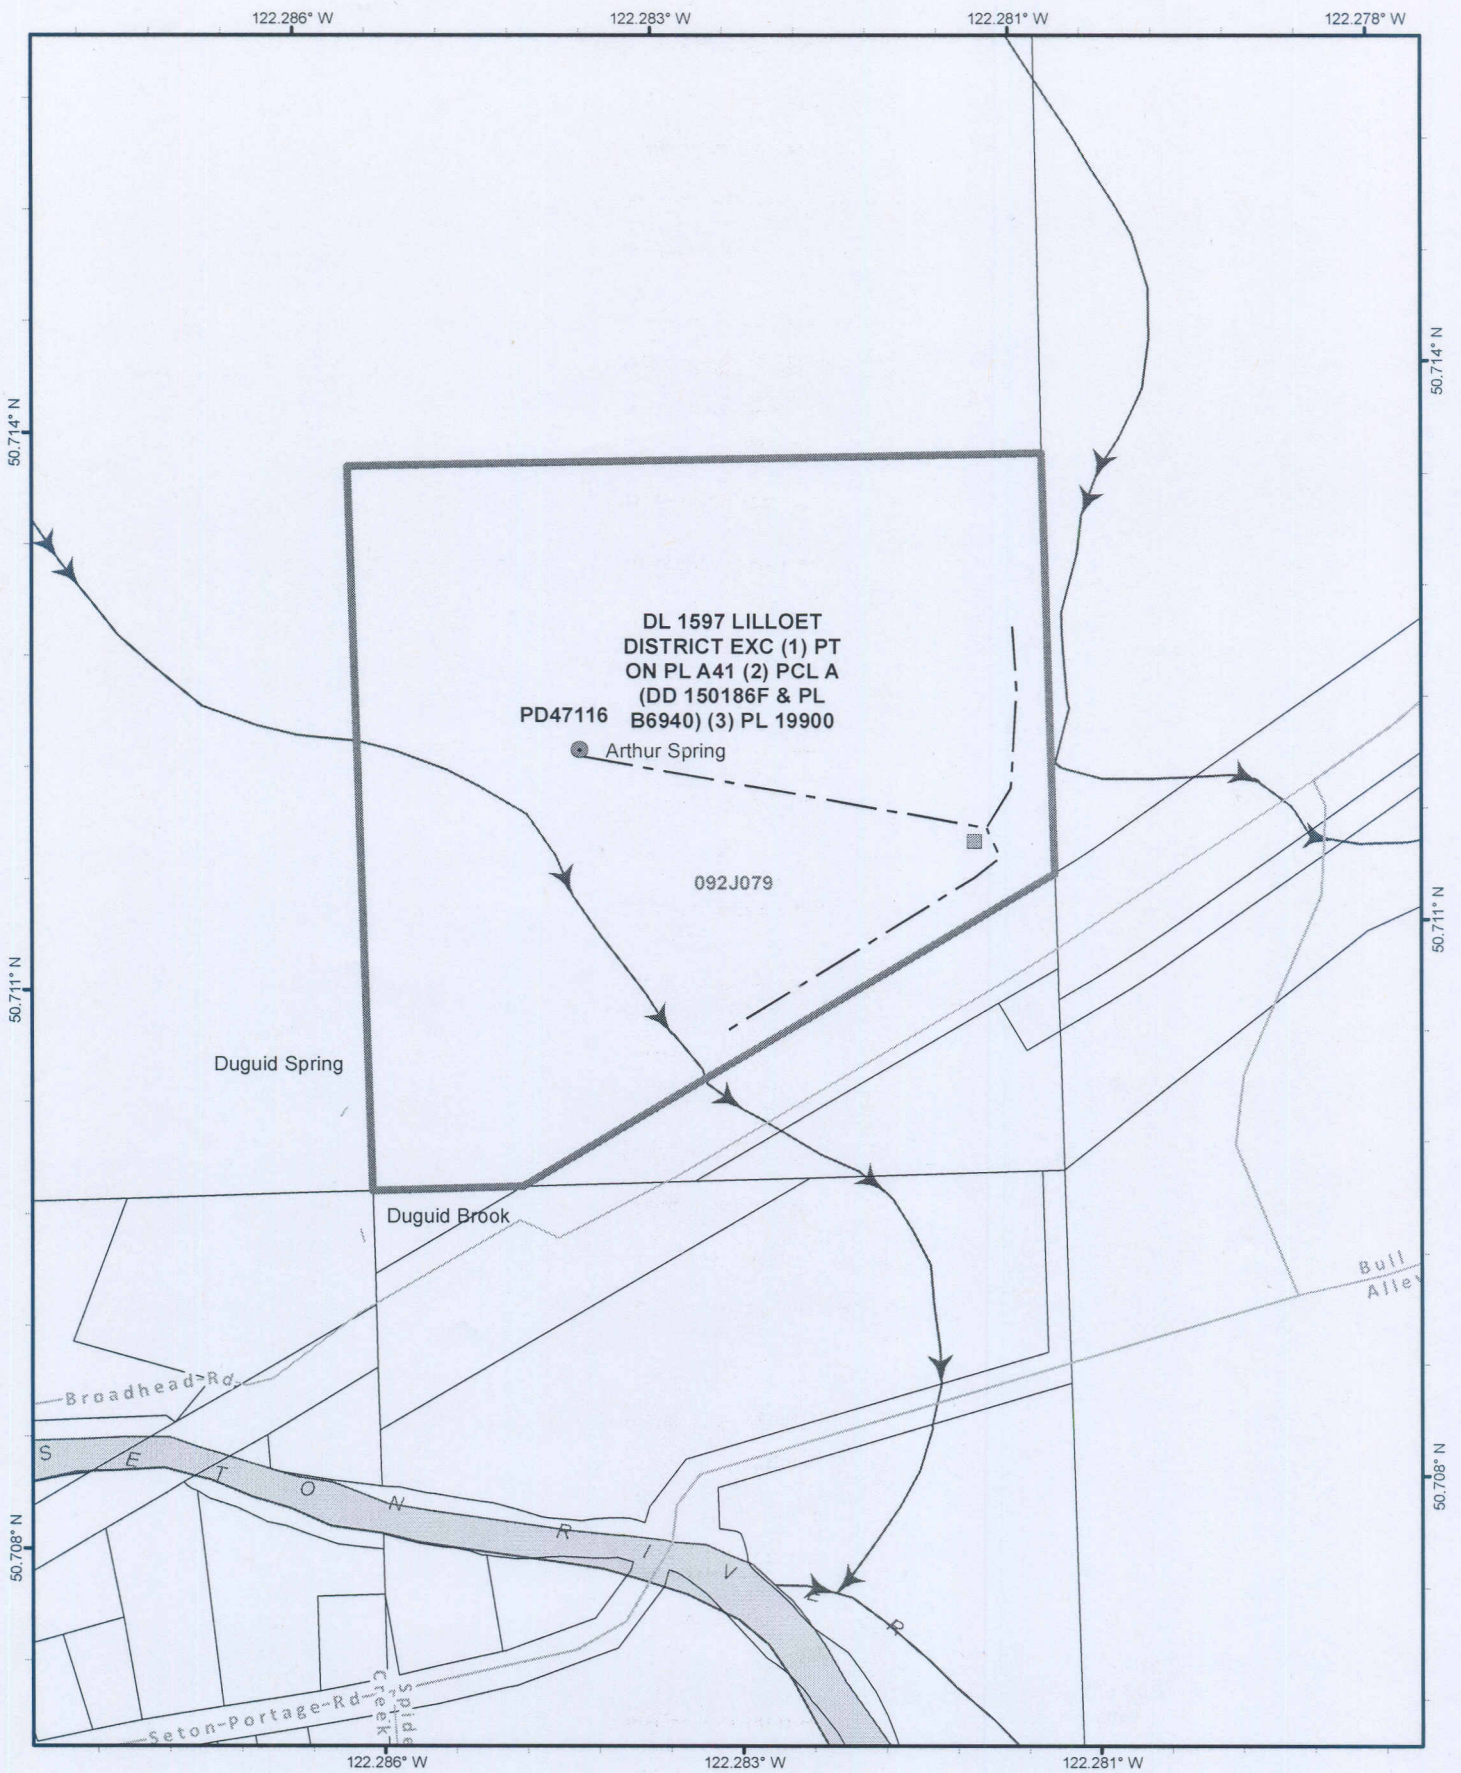 122.286° W
122.283° W
122.281° W
122.278° W
50.714° N
50.714° N
DL 1597 LILLOET
DISTRICT EXC (1) PT
ON PL A41 (2) PCL A
(DD 150186F & PL
B6940) (3) PL 19900
PD47116
Arthur Spring
092J079
50.711° N
50.711° N
Duguid Spring
Duguid Brook
Bull
Alley
Broadhead-Rd
SETON RIVER
50.708° N
50.708° N
Seton-Portage-Rd
Creek
Spide
122.286° W
122.283° W
122.281° W